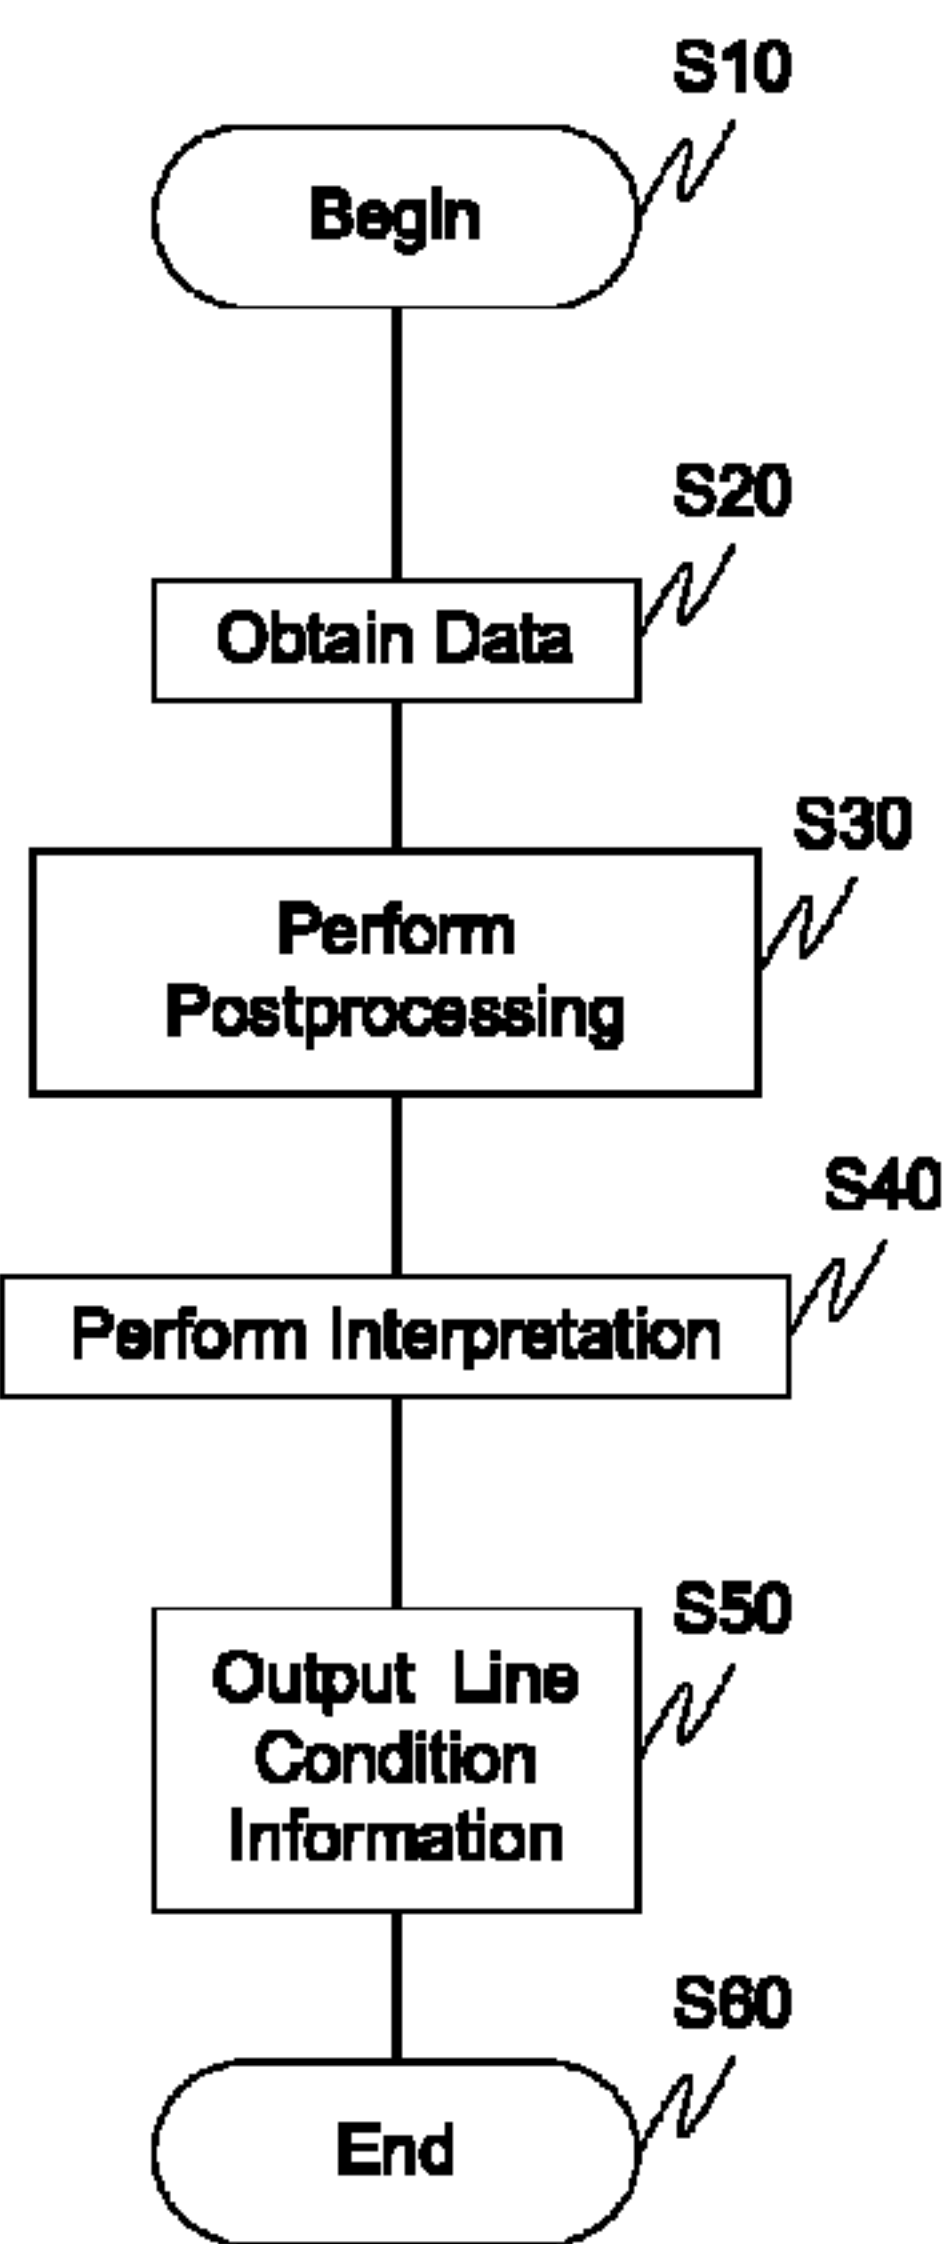 S10
Begin
S20
Obtain Data
S30
Perform
Postprocessing
S40
Perform Interpretation
S50
Output Line
Condition
Information
S60
End